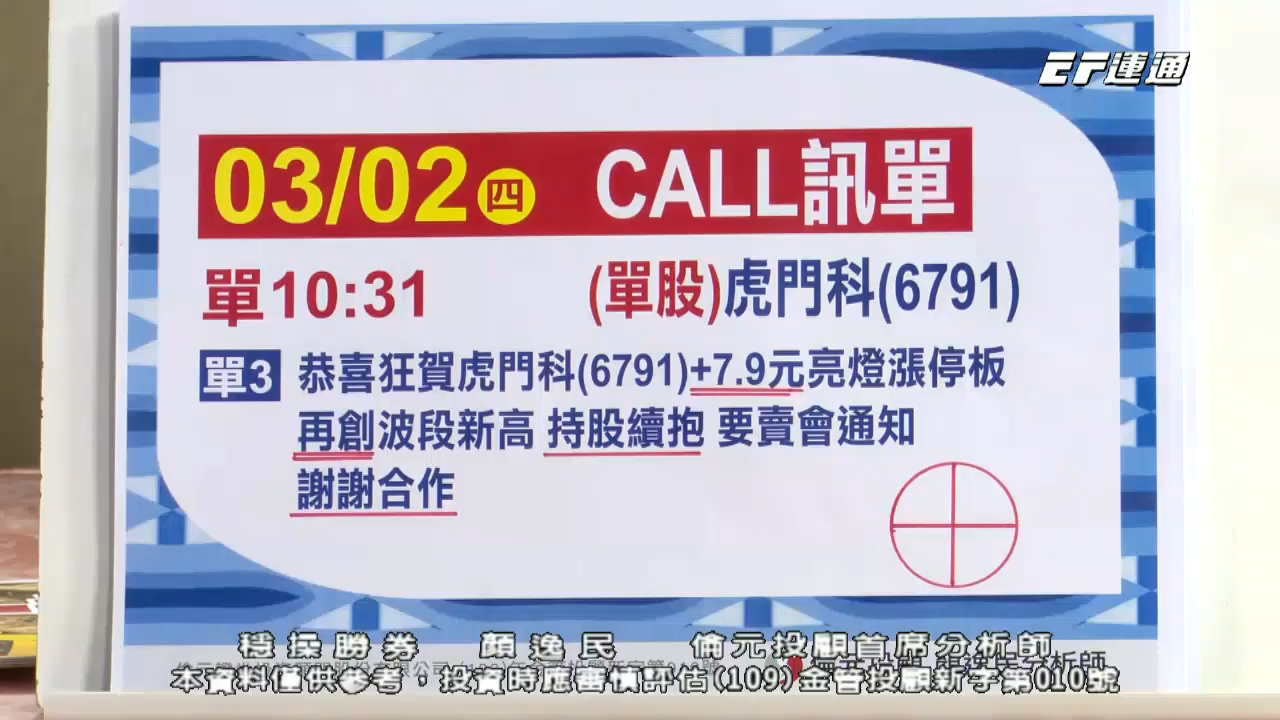 EF運通
03/02 四 CALL訊單
單10:31 (單股)虎門科(6791)
單3 恭喜狂賀虎門科(6791)+7.9元亮燈漲停板
再創波段新高 持股續抱 要賣會通知
謝謝合作
穩操勝券 顏逸民 倫元投顧首席分析師
本資料僅供參考，投資時應審慎評估(109)金管投顧新字第010號